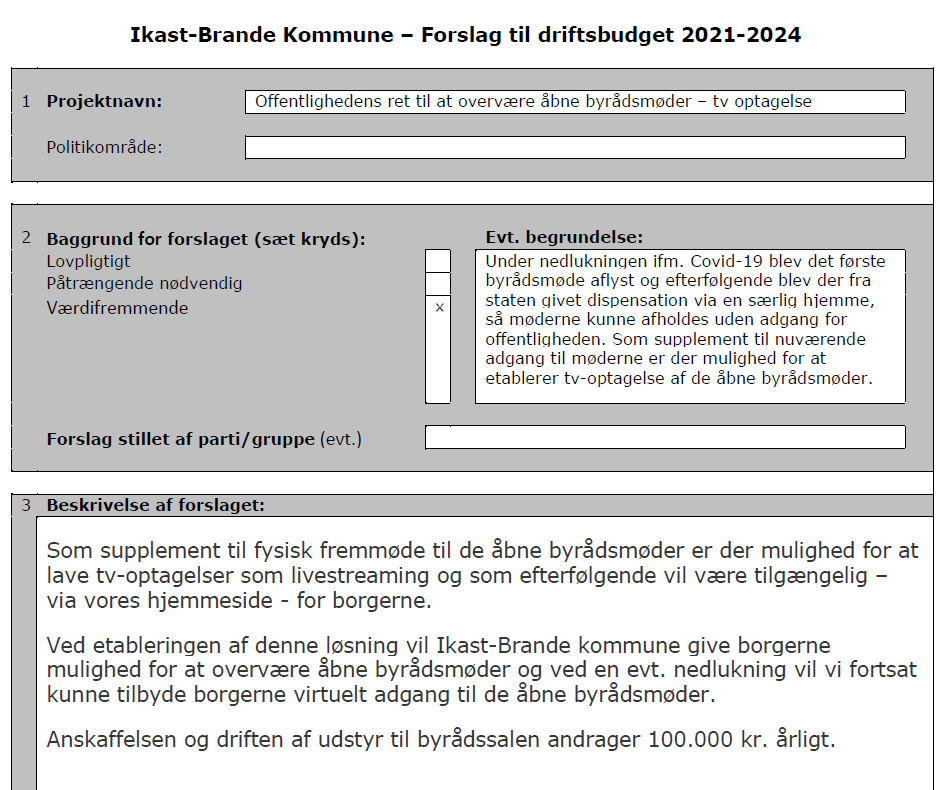 Ikast-Brande Kommune – Forslag til driftsbudget 2021-2024
1 Projektnavn: Offentlighedens ret til at overvære åbne byrådsmøder – tv optagelse
Politikområde:
2 Baggrund for forslaget (sæt kryds):
Lovpligtigt
Påtrængende nødvendig
Værdifremmende x
Evt. begrundelse:
Under nedlukningen ifm. Covid-19 blev det første
byrådsmøde aflyst og efterfølgende blev der fra
staten givet dispensation via en særlig hjemme,
så møderne kunne afholdes uden adgang for
offentligheden. Som supplement til nuværende
adgang til møderne er der mulighed for at
etablerer tv-optagelse af de åbne byrådsmøder.
Forslag stillet af parti/gruppe (evt.)
3 Beskrivelse af forslaget:
Som supplement til fysisk fremmøde til de åbne byrådsmøder er der mulighed for at
lave tv-optagelser som livestreaming og som efterfølgende vil være tilgængelig –
via vores hjemmeside - for borgerne.
Ved etableringen af denne løsning vil Ikast-Brande kommune give borgerne
mulighed for at overvære åbne byrådsmøder og ved en evt. nedlukning vil vi fortsat
kunne tilbyde borgerne virtuelt adgang til de åbne byrådsmøder.
Anskaffelsen og driften af udstyr til byrådssalen andrager 100.000 kr. årligt.